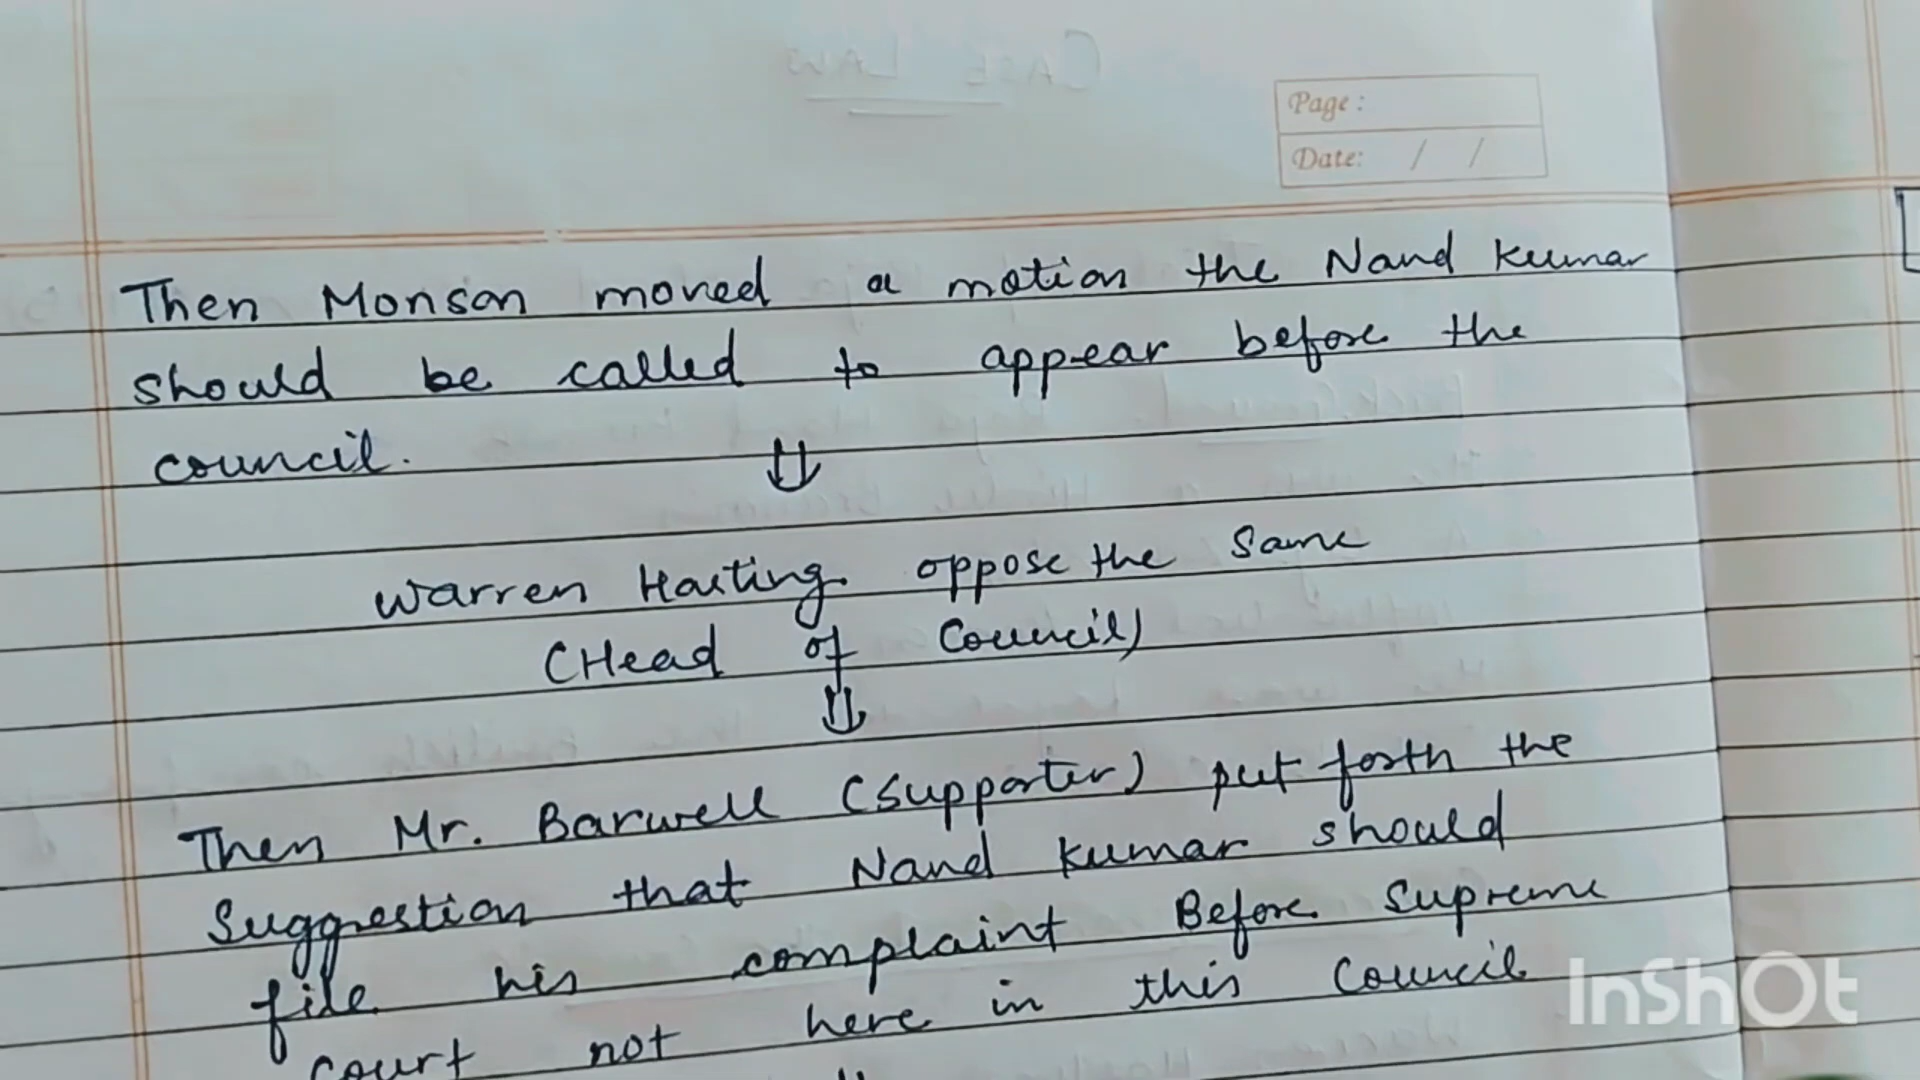 Page :
Date: / /
Then Monson moved a motion the Nand Kumar
should be called to appear before the
council.
Warren Hasting. oppose the same
(Head of Council)
Then Mr. Barwell (Supporter) put forth the
Suggestion that Nand Kumar should
file his complaint Before Supreme
court not here in this Council
InShOt